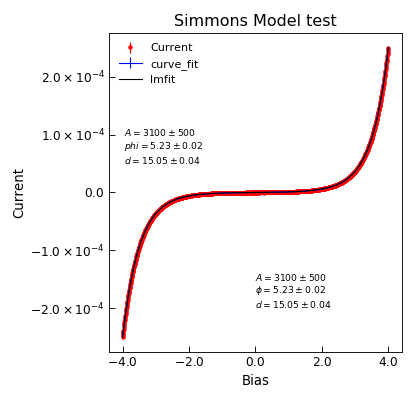 Simmons Model test
Current
curve_fit
lmfit
2.0 × 10⁻⁴
1.0 × 10⁻⁴
0.0
−1.0 × 10⁻⁴
−2.0 × 10⁻⁴
A = 3100 ± 500
phi = 5.23 ± 0.02
d = 15.05 ± 0.04
A = 3100 ± 500
ϕ = 5.23 ± 0.02
d = 15.05 ± 0.04
Current
−4.0 −2.0 0.0 2.0 4.0
Bias